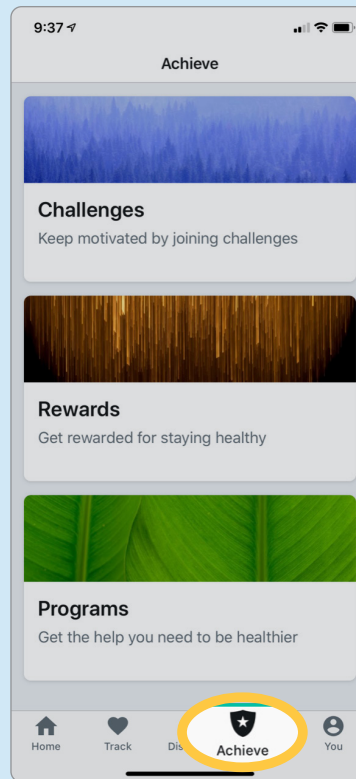 9:37
Achieve
Challenges
Keep motivated by joining challenges
Rewards
Get rewarded for staying healthy
Programs
Get the help you need to be healthier
Home
Track
Dis
Achieve
You